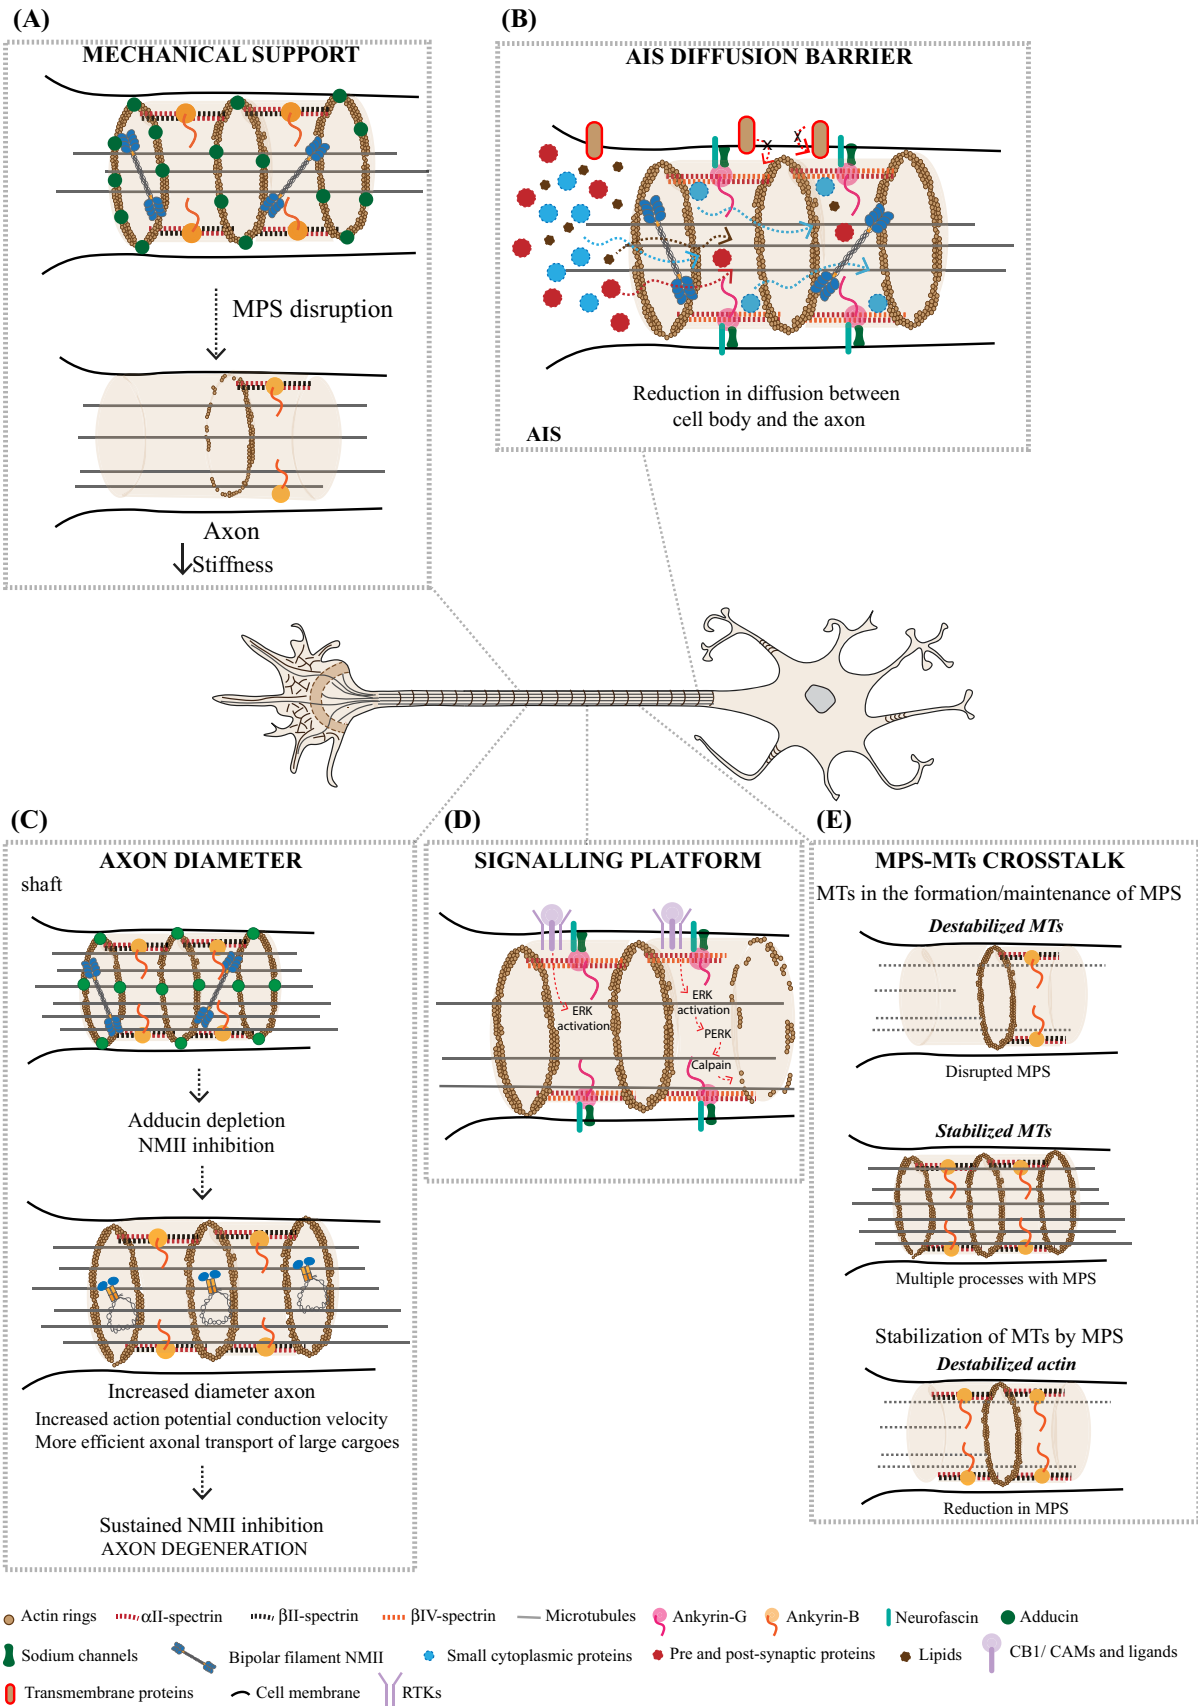 (A)
MECHANICAL SUPPORT
MPS disruption
Axon
Stiffness
(B)
AIS DIFFUSION BARRIER
X
X
Reduction in diffusion between
cell body and the axon
AIS
(C)
AXON DIAMETER
shaft
Adducin depletion
NMII inhibition
Increased diameter axon
Increased action potential conduction velocity
More efficient axonal transport of large cargoes
Sustained NMII inhibition
AXON DEGENERATION
(D)
SIGNALLING PLATFORM
ERK
activation
ERK
activation
PERK
Calpain
(E)
MPS-MTs CROSSTALK
MTs in the formation/maintenance of MPS
Destabilized MTs
Disrupted MPS
Stabilized MTs
Multiple processes with MPS
Stabilization of MTs by MPS
Destabilized actin
Reduction in MPS
Actin rings αII-spectrin βII-spectrin βIV-spectrin Microtubules Ankyrin-G Ankyrin-B Neurofascin Adducin
Sodium channels Bipolar filament NMII Small cytoplasmic proteins Pre and post-synaptic proteins Lipids CB1/ CAMs and ligands
Transmembrane proteins Cell membrane RTKs